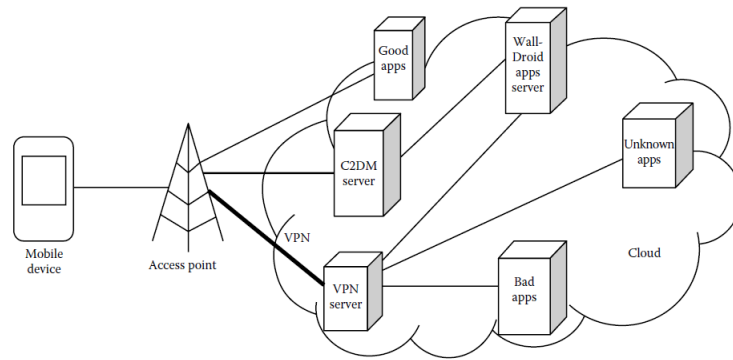 Good
apps
Wall-
Droid
apps
server
C2DM
server
Unknown
apps
Mobile
device
Access point
VPN
VPN
server
Bad
apps
Cloud